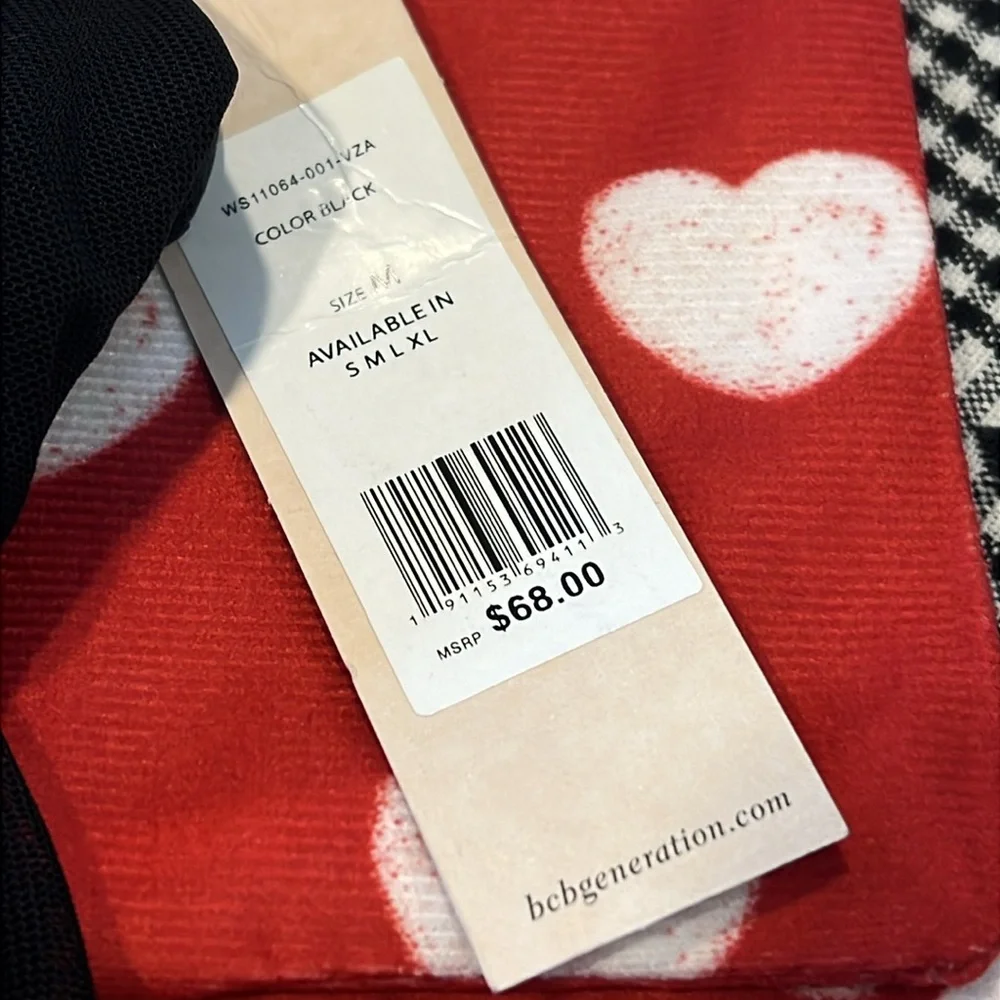 WS11064-001-VZA
COLOR BLACK
SIZE M
AVAILABLE IN
S M L XL
1 91153 69411 3
MSRP $68.00
bcbgeneration.com